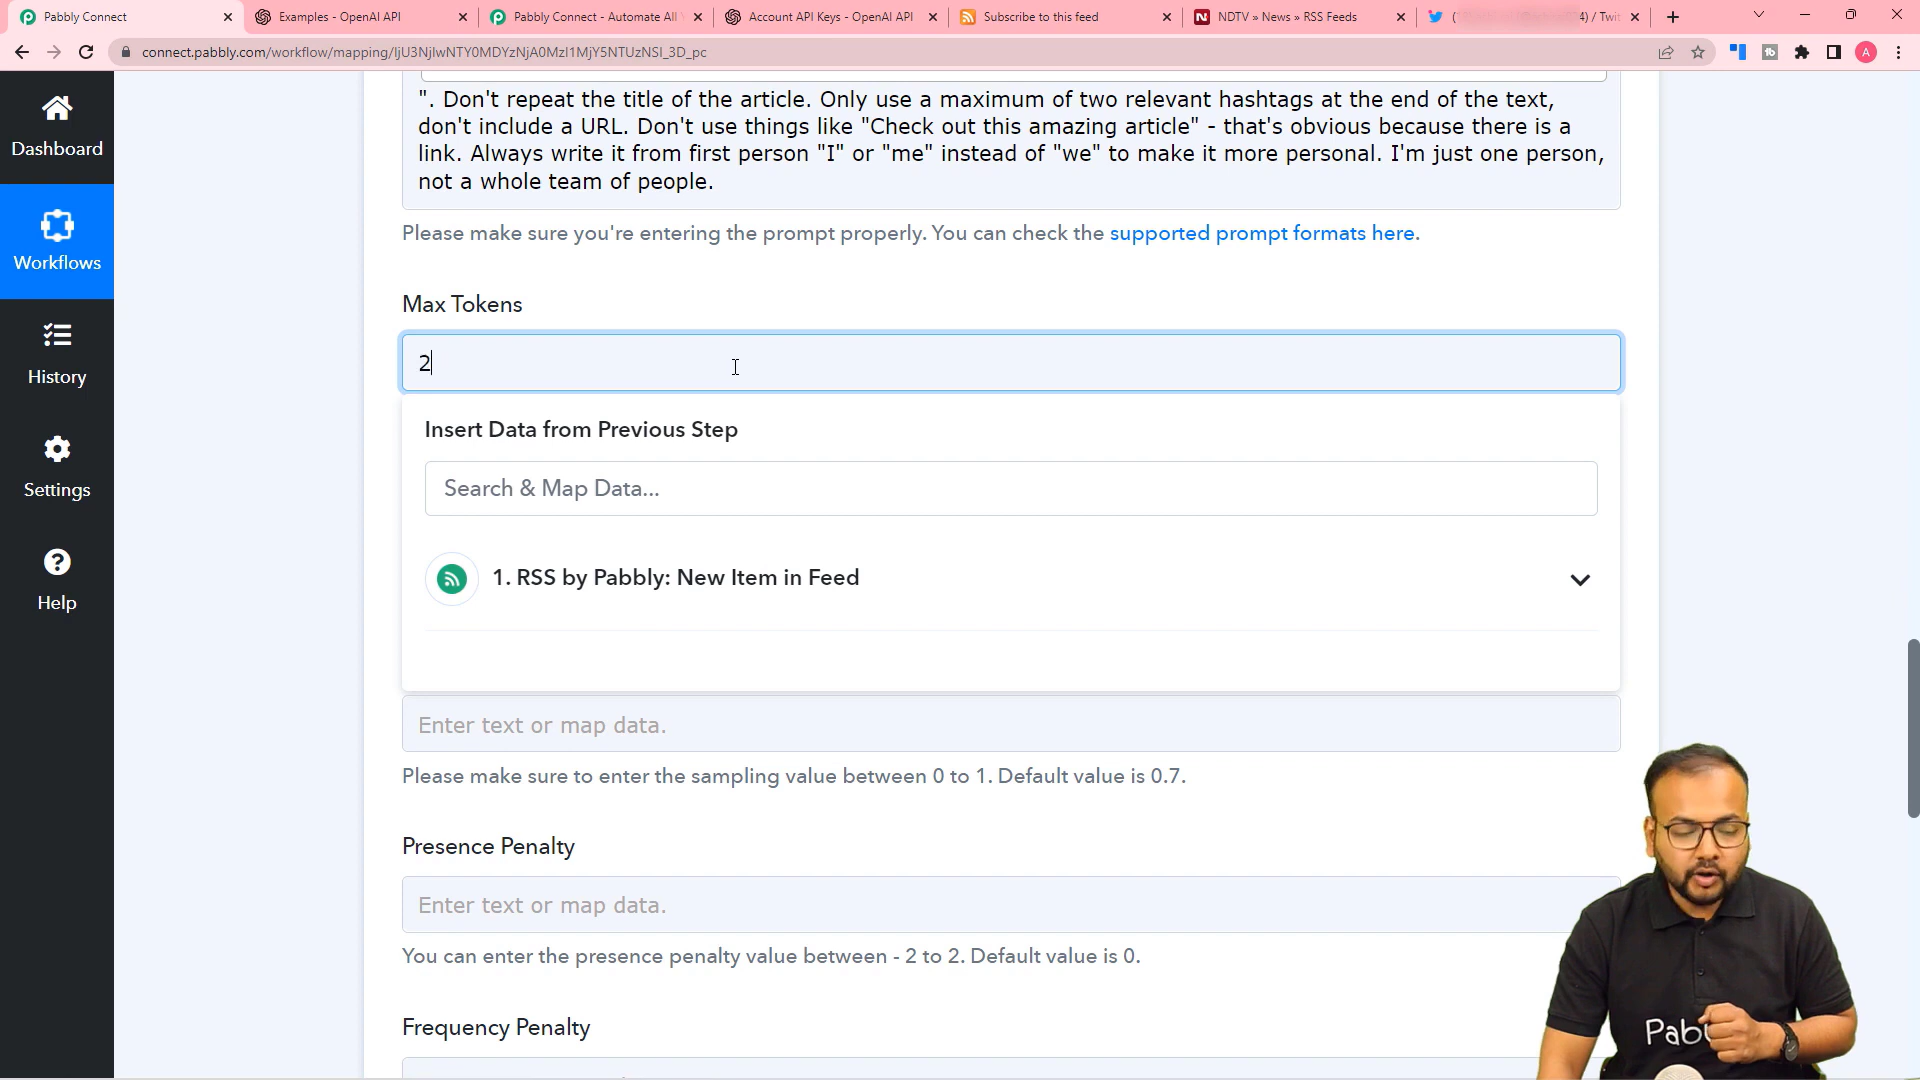 Pabbly Connect
Examples - OpenAI API
Pabbly Connect - Automate All
Account API Keys - OpenAI API
Subscribe to this feed
NDTV » News » RSS Feeds
4) / Twit
connect.pabbly.com/workflow/mapping/IjU3NjIwNTY0MDYzNjA0MzI1MjY5NTUzNSI_3D_pc
A
Dashboard
Workflows
History
Settings
Help
". Don't repeat the title of the article. Only use a maximum of two relevant hashtags at the end of the text,
don't include a URL. Don't use things like "Check out this amazing article" - that's obvious because there is a
link. Always write it from first person "I" or "me" instead of "we" to make it more personal. I'm just one person,
not a whole team of people.
Please make sure you're entering the prompt properly. You can check the supported prompt formats here.
Max Tokens
2
Insert Data from Previous Step
Search & Map Data...
1. RSS by Pabbly: New Item in Feed
Enter text or map data.
Please make sure to enter the sampling value between 0 to 1. Default value is 0.7.
Presence Penalty
Enter text or map data.
You can enter the presence penalty value between - 2 to 2. Default value is 0.
Frequency Penalty